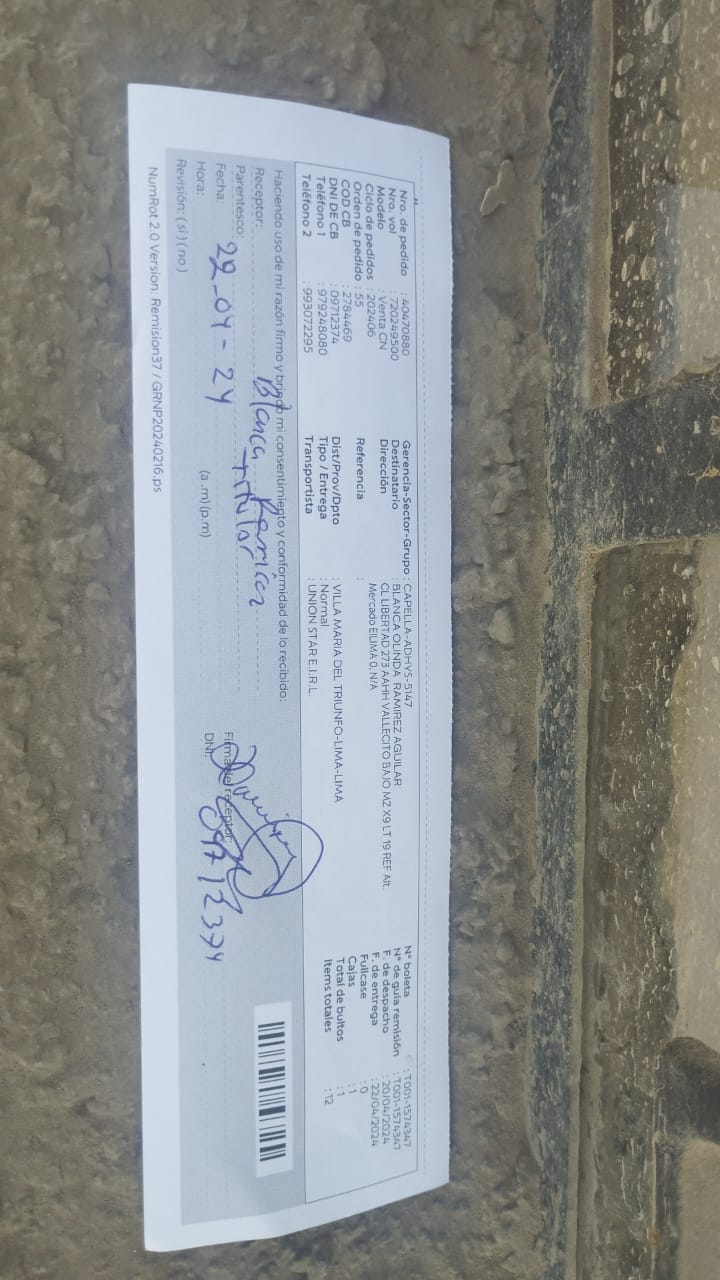 Nro. de pedido : 40470880
Nro. vol : 720249500
Modelo : Venta CN
Ciclo de pedidos : 202406
Orden de pedido : 55
COD CB : 2784469
DNI DE CB : 09712374
Teléfono 1 : 979248080
Teléfono 2 : 993072295
Gerencia-Sector-Grupo : CAPELLA-ADHYS-5147
Destinatario : BLANCA OLINDA RAMIREZ AGUILAR
Dirección : CL LIBERTAD 273 AAHH VALLECITO BAJO MZ X9 LT 19 REF Alt.
Mercado EILIMA 0, N/A
Referencia :
Dist/Prov/Dpto : VILLA MARIA DEL TRIUNFO-LIMA-LIMA
Tipo / Entrega : Normal
Transportista : UNION STAR E.I.R.L.
N° boleta : T001-1574347
N° de guía remisión : T001-1574347
F. de despacho : 20/04/2024
F. de entrega : 22/04/2024
Fullcase : 0
Cajas : 1
Total de bultos : 1
Items totales : 12
Haciendo uso de mi razón firmo y brindo mi consentimiento y conformidad de lo recibido:
Receptor: Blanca Ramirez
Parentesco: titular
Fecha: 22-04-24
Hora: (a .m) (p.m)
Revisión: (si) (no)
Firma del receptor:
DNI: 09712374
NumRot 2.0 Version: Remision37 / GRNP20240216.ps